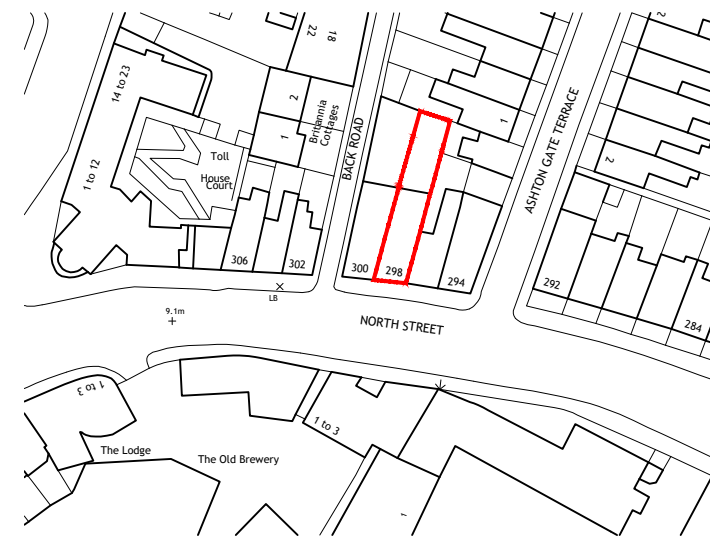 18
22
14 to 23
2
Britannia
Cottages
1
1
2
2
BACK ROAD
ASHTON GATE TERRACE
Toll
House
Court
1 to 12
306
302
300
298
294
292
284
LB
9.1m
NORTH STREET
1 to 3
1 to 3
The Lodge
The Old Brewery
1